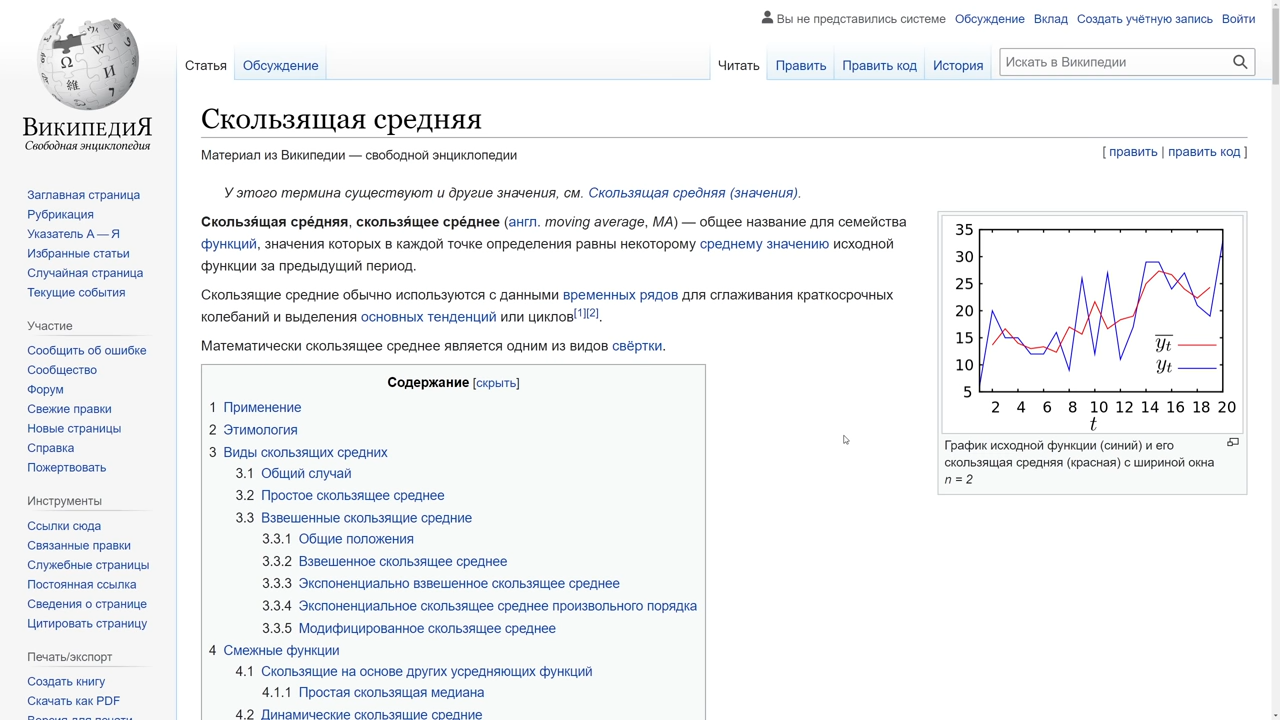 Вы не представились системе Обсуждение Вклад Создать учётную запись Войти
Статья Обсуждение Читать Править Править код История Искать в Википедии
ВикипедиЯ
Свободная энциклопедия
Заглавная страница
Рубрикация
Указатель А — Я
Избранные статьи
Случайная страница
Текущие события
Участие
Сообщить об ошибке
Сообщество
Форум
Свежие правки
Новые страницы
Справка
Пожертвовать
Инструменты
Ссылки сюда
Связанные правки
Служебные страницы
Постоянная ссылка
Сведения о странице
Цитировать страницу
Печать/экспорт
Создать книгу
Скачать как PDF
Версия для печати
Скользящая средняя
Материал из Википедии — свободной энциклопедии
[ править | править код ]
У этого термина существуют и другие значения, см. Скользящая средняя (значения).
Скользя́щая сре́дняя, скользя́щее сре́днее (англ. moving average, MA) — общее название для семейства
функций, значения которых в каждой точке определения равны некоторому среднему значению исходной
функции за предыдущий период.
Скользящие средние обычно используются с данными временных рядов для сглаживания краткосрочных
колебаний и выделения основных тенденций или циклов[1][2].
Математически скользящее среднее является одним из видов свёртки.
Содержание [скрыть]
1 Применение
2 Этимология
3 Виды скользящих средних
3.1 Общий случай
3.2 Простое скользящее среднее
3.3 Взвешенные скользящие средние
3.3.1 Общие положения
3.3.2 Взвешенное скользящее среднее
3.3.3 Экспоненциально взвешенное скользящее среднее
3.3.4 Экспоненциальное скользящее среднее произвольного порядка
3.3.5 Модифицированное скользящее среднее
4 Смежные функции
4.1 Скользящие на основе других усредняющих функций
4.1.1 Простая скользящая медиана
4.2 Динамические скользящие средние
35
30
25
20
15
10
5
y̅t
yt
2 4 6 8 10 12 14 16 18 20
t
График исходной функции (синий) и его
скользящая средняя (красная) с шириной окна
n = 2